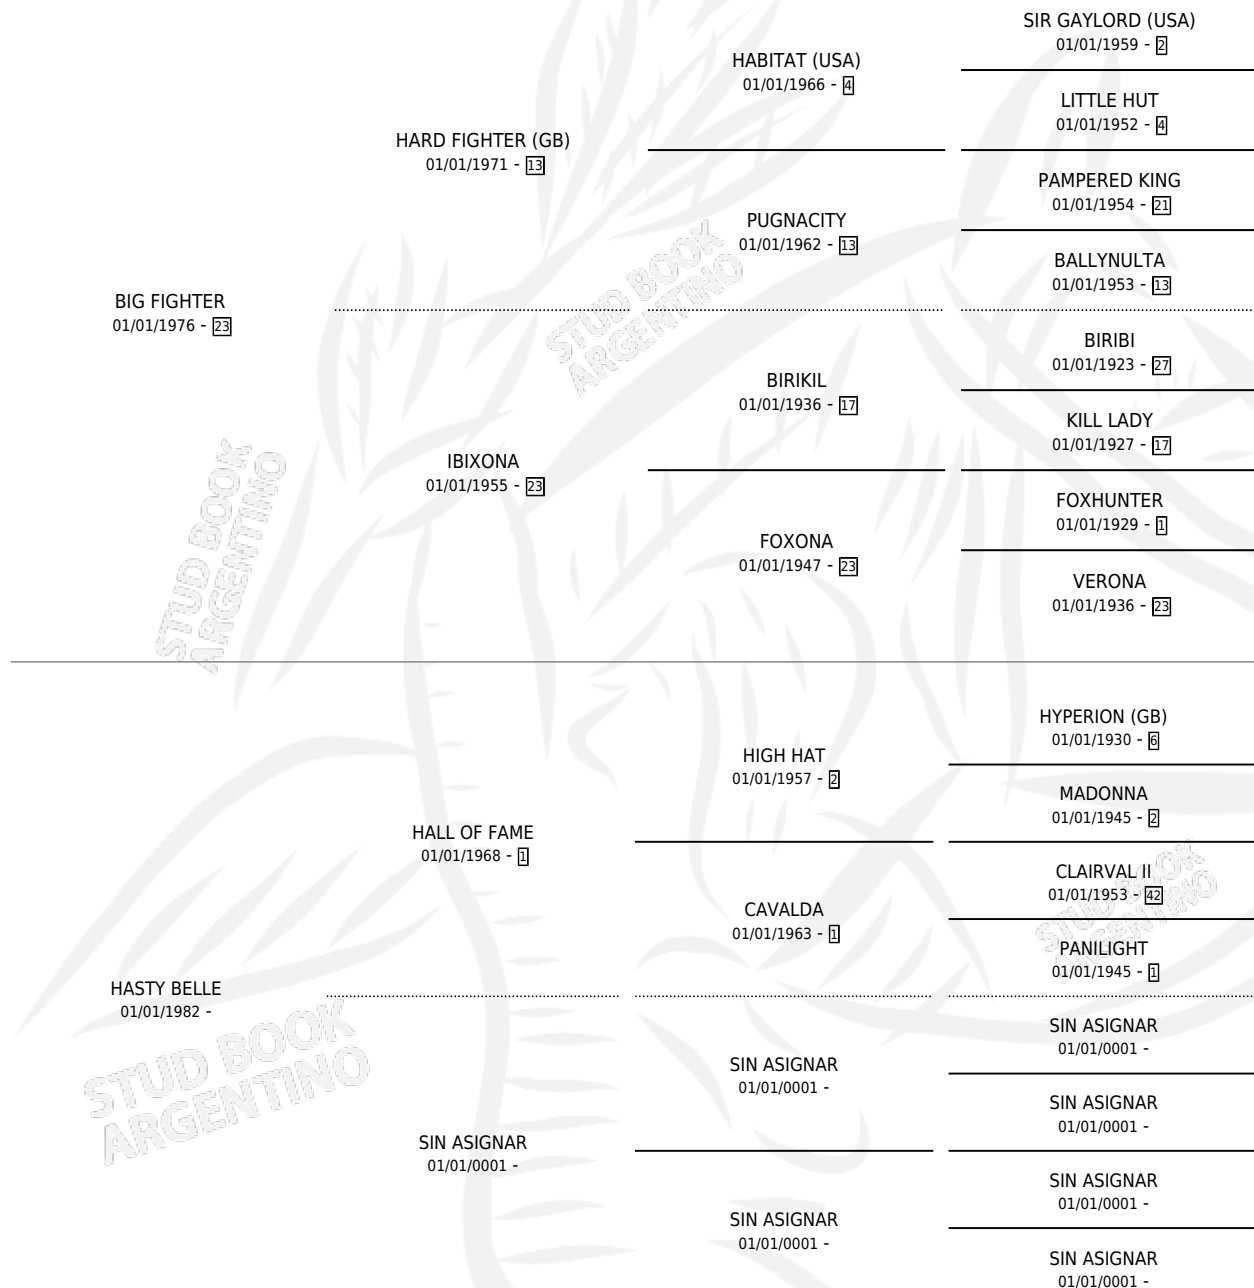 SIR GAYLORD (USA)
01/01/1959 - 2
HABITAT (USA)
01/01/1966 - 4
LITTLE HUT
01/01/1952 - 4
HARD FIGHTER (GB)
01/01/1971 - 13
PAMPERED KING
01/01/1954 - 21
PUGNACITY
01/01/1962 - 13
BALLYNULTA
01/01/1953 - 13
BIG FIGHTER
01/01/1976 - 23
BIRIBI
01/01/1923 - 27
BIRIKIL
01/01/1936 - 17
KILL LADY
01/01/1927 - 17
IBIXONA
01/01/1955 - 23
FOXHUNTER
01/01/1929 - 1
FOXONA
01/01/1947 - 23
VERONA
01/01/1936 - 23
HYPERION (GB)
01/01/1930 - 6
HIGH HAT
01/01/1957 - 2
MADONNA
01/01/1945 - 2
HALL OF FAME
01/01/1968 - 1
CLAIRVAL II
01/01/1953 - 42
CAVALDA
01/01/1963 - 1
PANILIGHT
01/01/1945 - 1
HASTY BELLE
01/01/1982 -
SIN ASIGNAR
01/01/0001 -
SIN ASIGNAR
01/01/0001 -
SIN ASIGNAR
01/01/0001 -
SIN ASIGNAR
01/01/0001 -
SIN ASIGNAR
01/01/0001 -
SIN ASIGNAR
01/01/0001 -
SIN ASIGNAR
01/01/0001 -
STUD BOOK
ARGENTINO
STUD BOOK
ARGENTINO
STUD BOOK
ARGENTINO
STUD BOOK
ARGENTINO